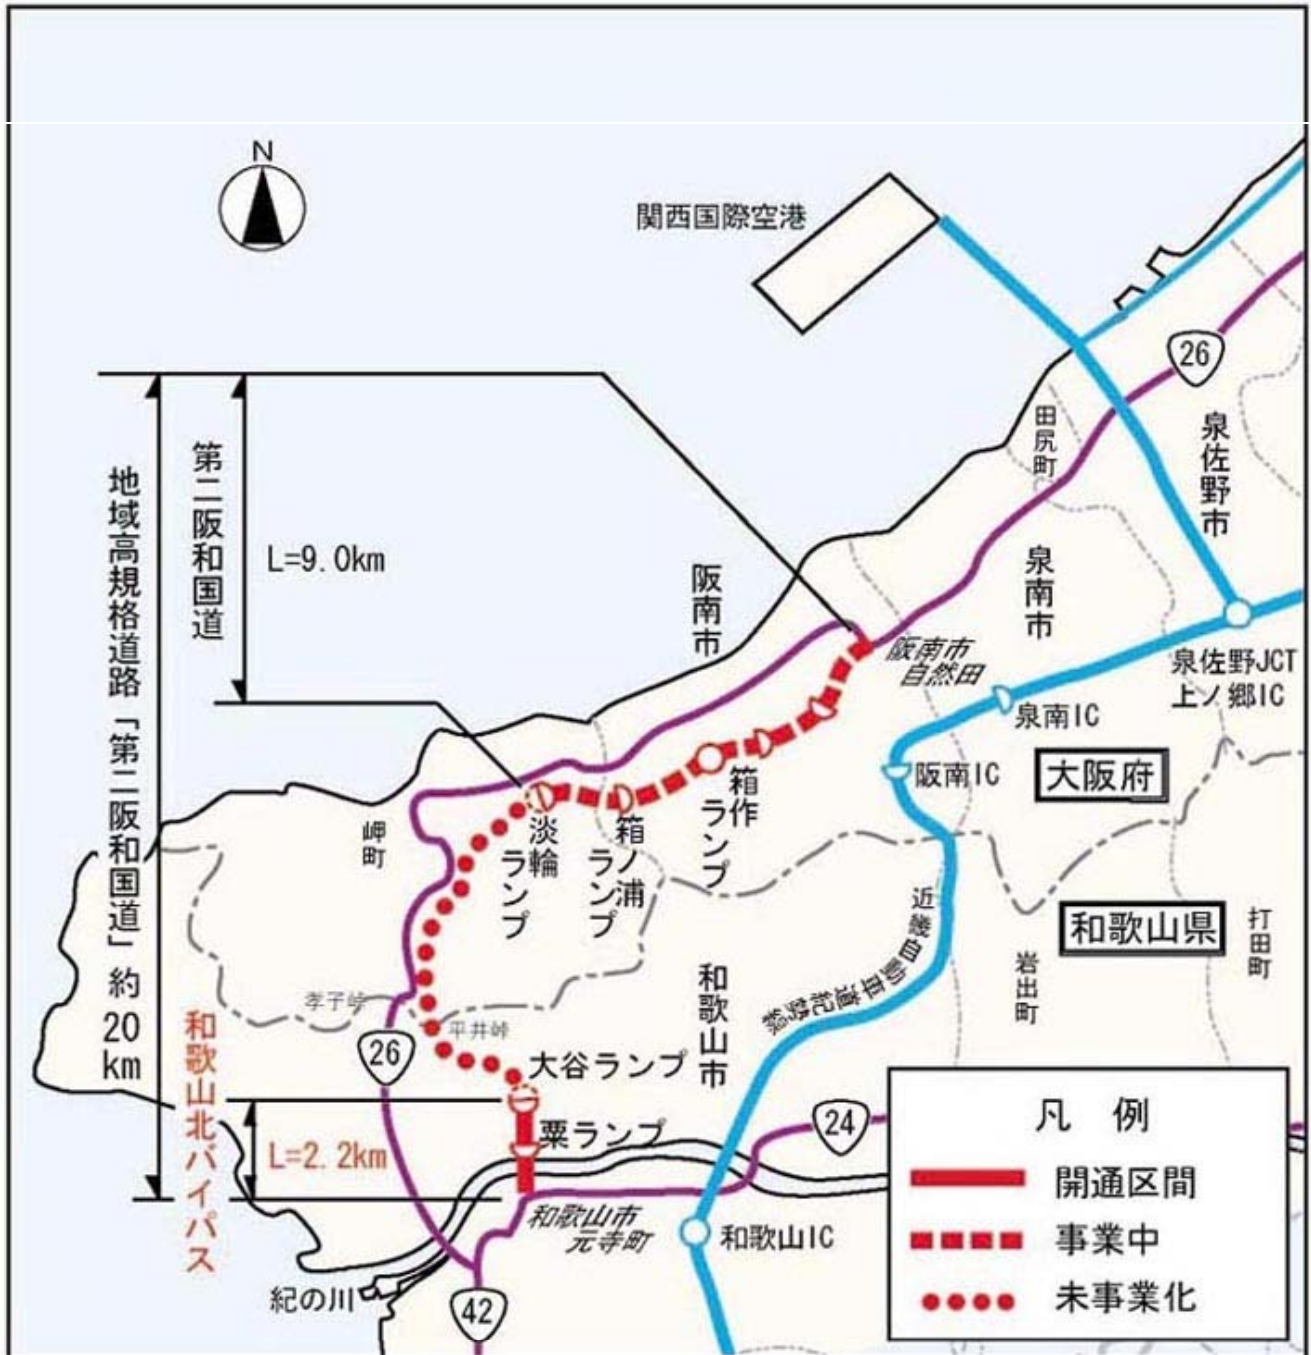 N
関西国際空港
26
田尻町
泉佐野市
第二阪和国道
L=9.0km
地域高規格道路「第二阪和国道」約20km
阪南市
泉南市
阪南市
自然田
泉佐野JCT
上ノ郷IC
泉南IC
阪南IC
大阪府
箱作
ランプ
箱ノ浦
ランプ
淡輪
ランプ
岬町
近畿自動車道紀勢線
和歌山県
打田町
岩出町
和歌山市
孝子峠
平井峠
26
大谷ランプ
和歌山北バイパス
L=2.2km
粟ランプ
24
和歌山市
元寺町
和歌山IC
紀の川
42
凡 例
開通区間
事業中
未事業化